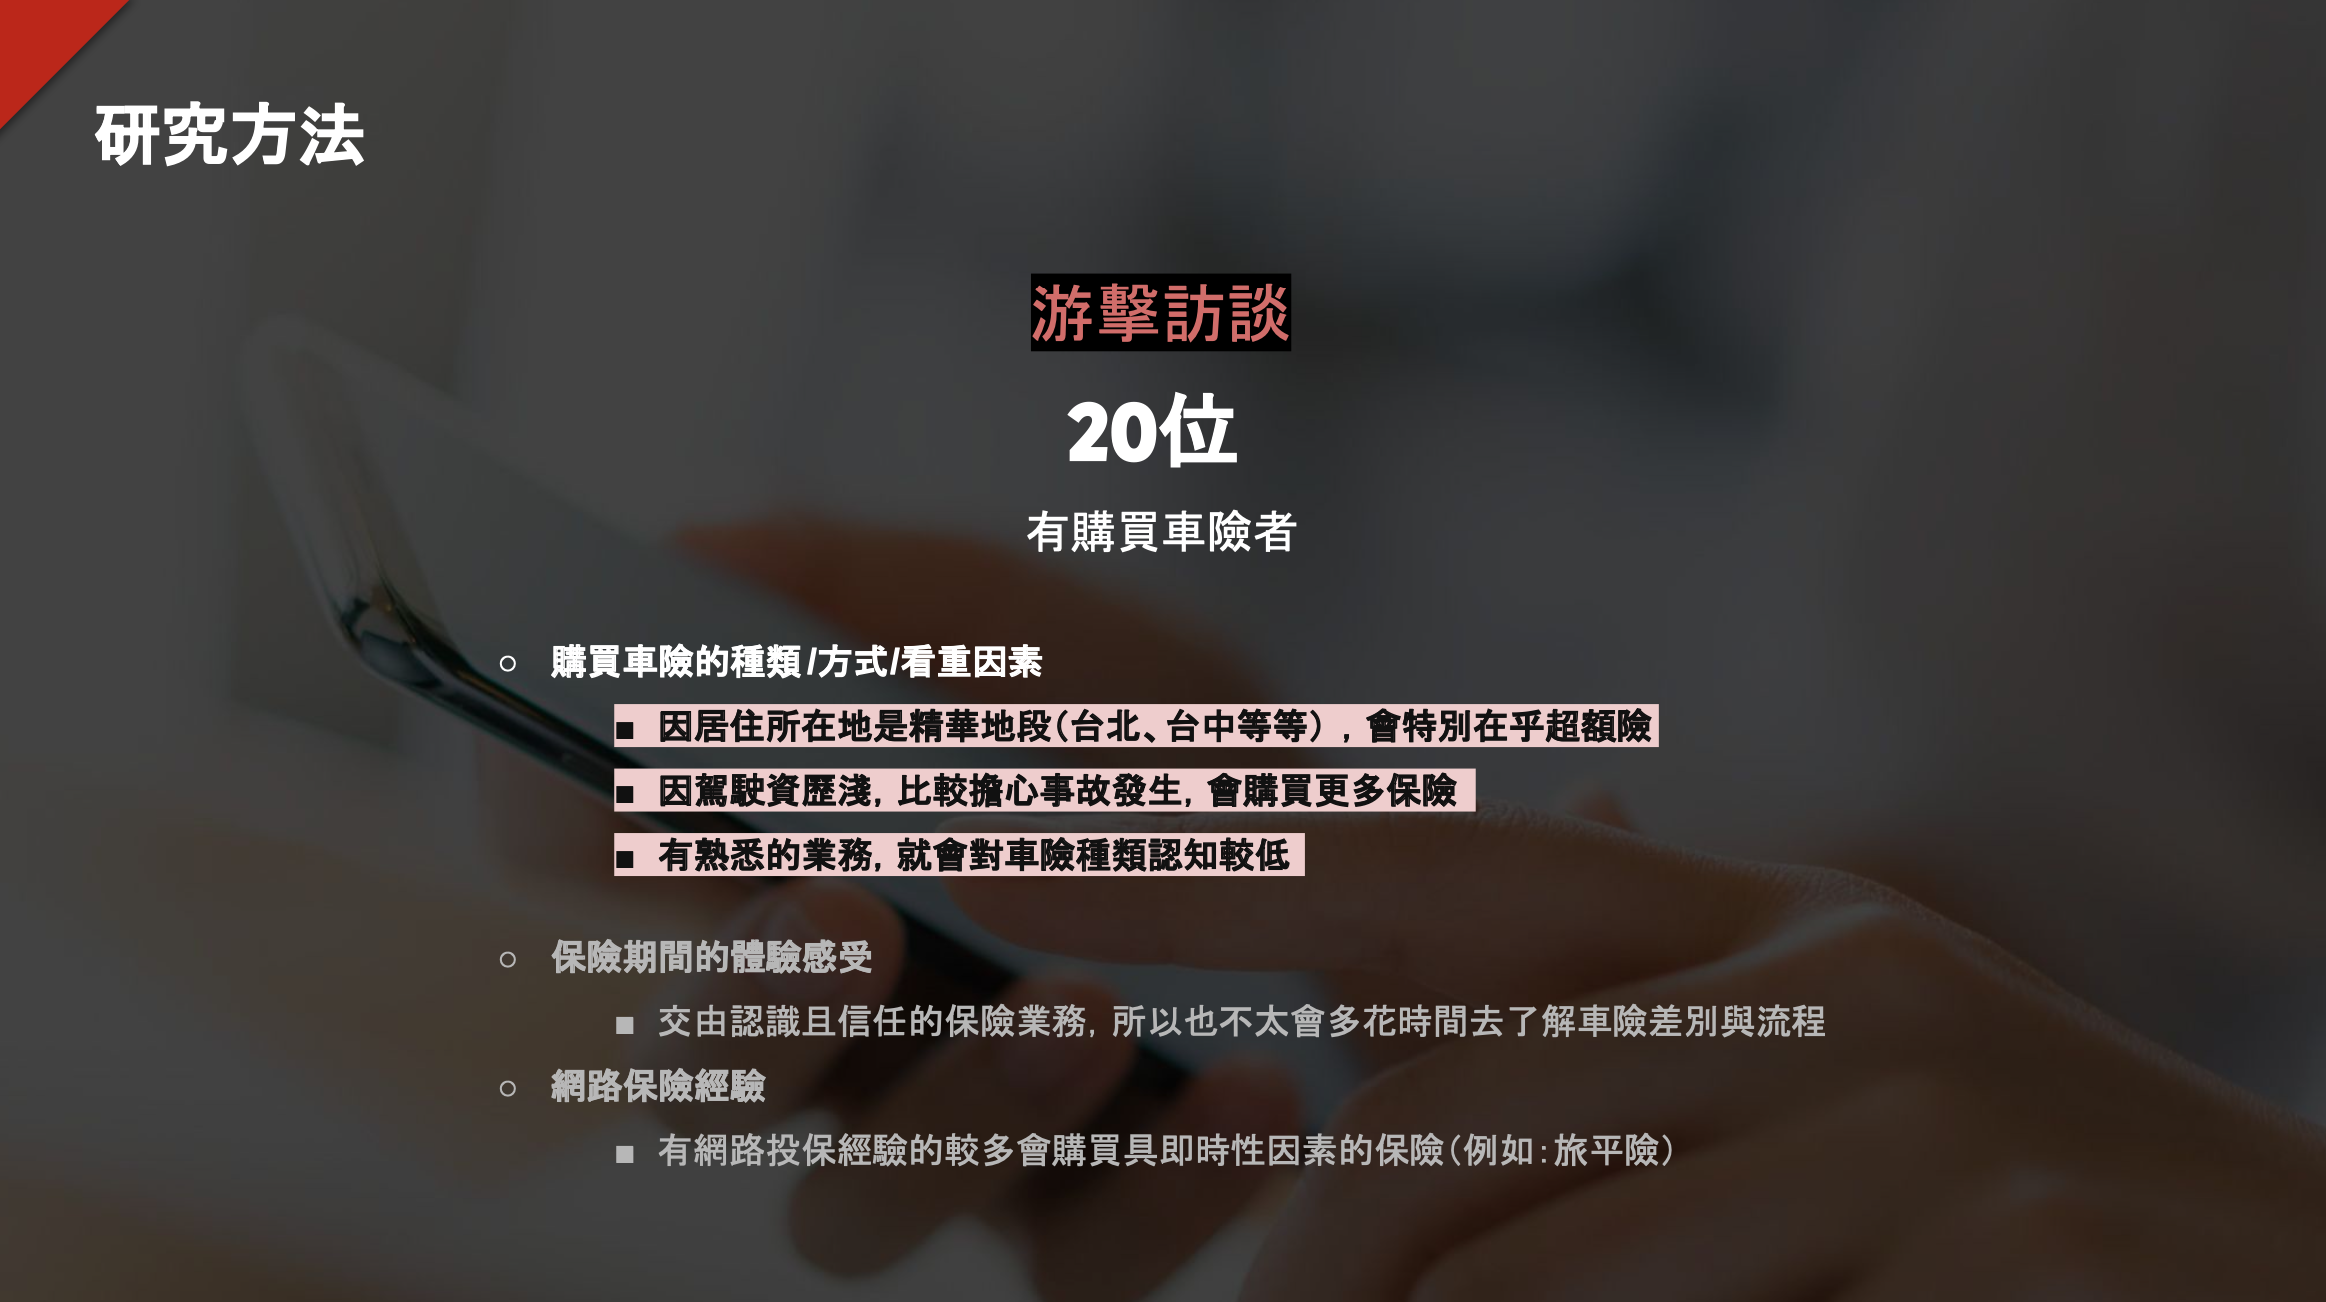 研究方法
游擊訪談
20位
有購買車險者
○ 購買車險的種類/方式/看重因素
■ 因居住所在地是精華地段（台北、台中等等），會特別在乎超額險
■ 因駕駛資歷淺，比較擔心事故發生，會購買更多保險
■ 有熟悉的業務，就會對車險種類認知較低
○ 保險期間的體驗感受
■ 交由認識且信任的保險業務，所以也不太會多花時間去了解車險差別與流程
○ 網路保險經驗
■ 有網路投保經驗的較多會購買具即時性因素的保險（例如：旅平險）